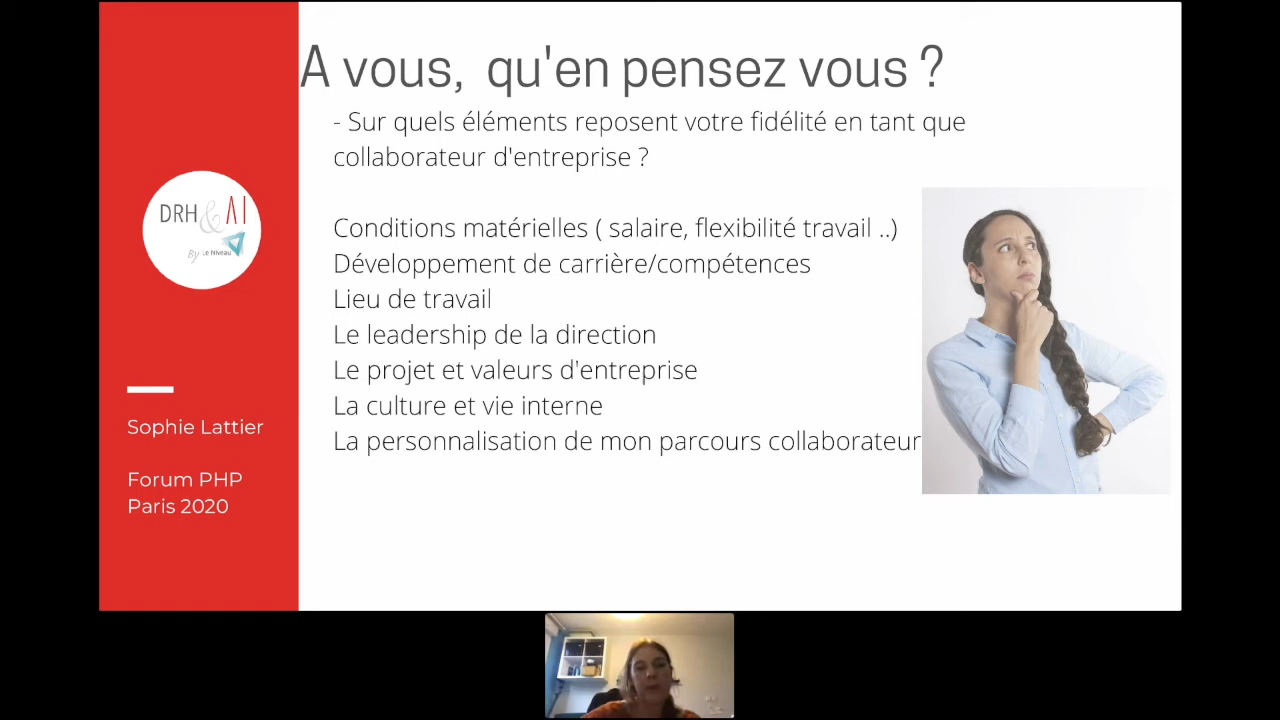 A vous, qu'en pensez vous ?
- Sur quels éléments reposent votre fidélité en tant que
collaborateur d'entreprise ?
Conditions matérielles ( salaire, flexibilité travail ..)
Développement de carrière/compétences
Lieu de travail
Le leadership de la direction
Le projet et valeurs d'entreprise
La culture et vie interne
La personnalisation de mon parcours collaborateur
DRH & AI
By Le Niveau
Sophie Lattier
Forum PHP
Paris 2020